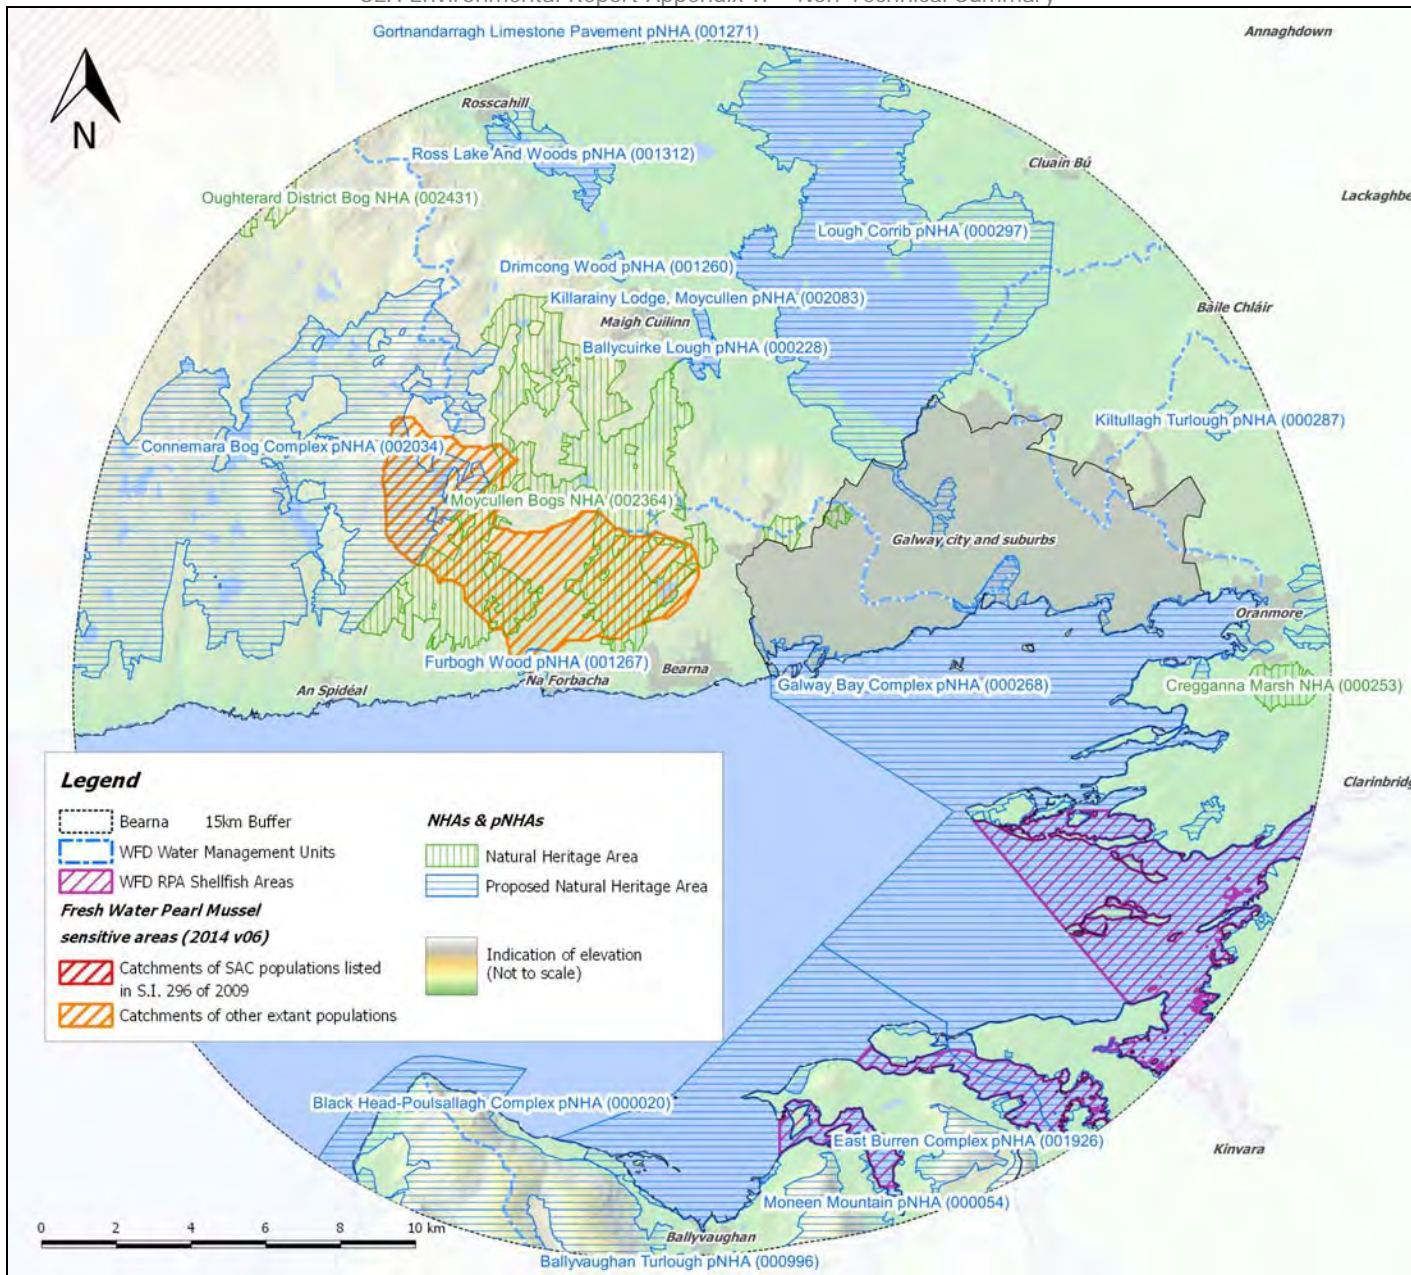 SEA Environmental Report Appendix
Non-Technical Summary
Gortnandarragh Limestone Pavement pNHA (001271)
Annaghdown
N
Rosscahill
Ross Lake And Woods pNHA (001312)
Cluain Bú
Oughterard District Bog NHA (002431)
Lackaghbe
Lough Corrib pNHA (000297)
Drimcong Wood pNHA (001260)
Killarainy Lodge, Moycullen pNHA (002083)
Baile Chláir
Maigh Cuilinn
Ballycuirke Lough pNHA (000228)
Kiltullagh Turlough pNHA (000287)
Connemara Bog Complex pNHA (002034)
Moycullen Bogs NHA (002364)
Galway city and suburbs
Oranmore
Furbogh Wood pNHA (001267)
Bearna
Na Forbacha
An Spidéal
Galway Bay Complex pNHA (000268)
Cregganna Marsh NHA (000253)
Clarinbridg
Legend
Bearna 15km Buffer
WFD Water Management Units
WFD RPA Shellfish Areas
Fresh Water Pearl Mussel
sensitive areas (2014 v06)
Catchments of SAC populations listed
in S.I. 296 of 2009
Catchments of other extant populations
NHAs & pNHAs
Natural Heritage Area
Proposed Natural Heritage Area
Indication of elevation
(Not to scale)
Black Head-Poulsallagh Complex pNHA (000020)
East Burren Complex pNHA (001926)
Kinvara
Moneen Mountain pNHA (000054)
Ballyvaughan
Ballyvaughan Turlough pNHA (000996)
0 2 4 6 8 10 km